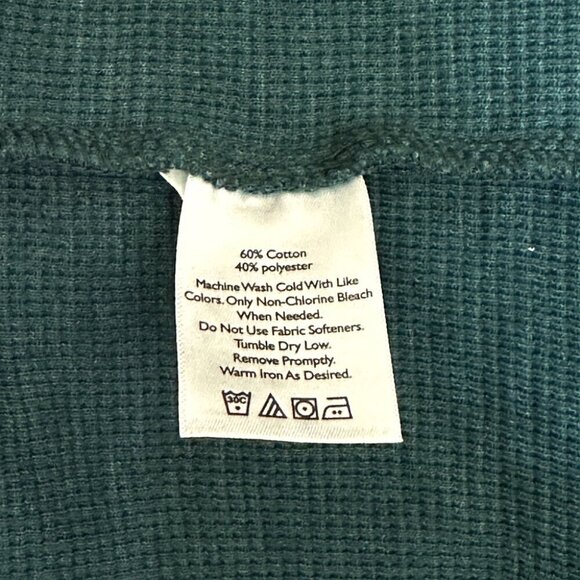 60% Cotton
40% polyester
Machine Wash Cold With Like
Colors. Only Non-Chlorine Bleach
When Needed.
Do Not Use Fabric Softeners.
Tumble Dry Low.
Remove Promptly.
Warm Iron As Desired.
30C